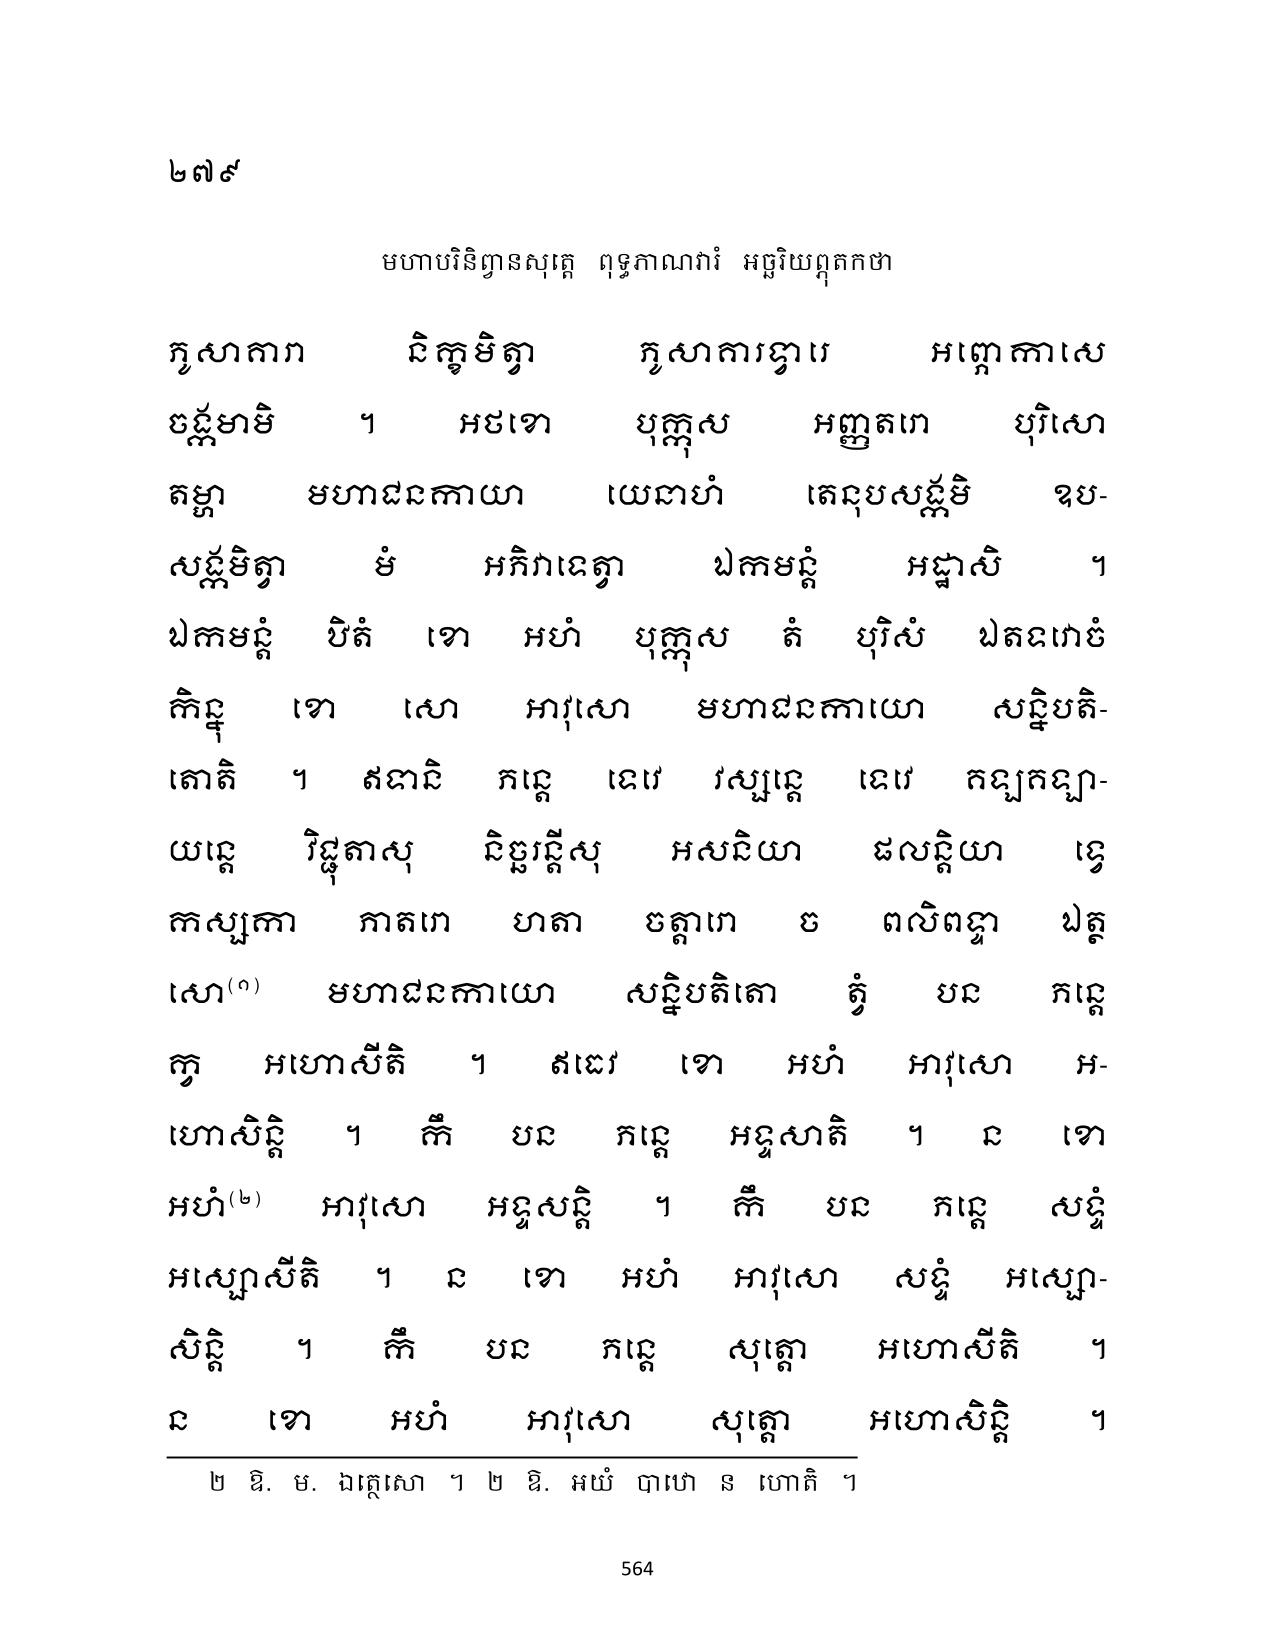 ២៧៩
មហាបរិនិព្វានសុត្តេ ពុទ្ធភាណវារំ អច្ឆរិយព្ភុតកថា
ភូសាគារា និក្ខមិត្វា ភូសាគារទ្វារេ អព្ភោកាសេ
ចង្កមាមិ ។ អថខោ បុក្កុស អញ្ញតរោ បុរិសោ
តម្ហា មហាជនកាយា យេនាហំ តេនុបសង្កមិ ឧប-
សង្កមិត្វា មំ អភិវាទេត្វា ឯកមន្តំ អដ្ឋាសិ ។
ឯកមន្តំ ឋិតំ ខោ អហំ បុក្កុស តំ បុរិសំ ឯតទវោចំ
កិន្នុ ខោ សោ អាវុសោ មហាជនកាយោ សន្និបតិ-
តោតិ ។ ឥទានិ ភន្តេ ទេវេ វស្សន្តេ ទេវេ គឡគឡា-
យន្តេ វិជ្ជុតាសុ និច្ឆរន្តីសុ អសនិយា ផលន្តិយា ទ្វេ
កស្សកា ភាតរោ ហតា ចត្តារោ ច ពលិពទ្ទា ឯត្ថ
សោ(១) មហាជនកាយោ សន្និបតិតោ ត្វំ បន ភន្តេ
ក្វ អហោសីតិ ។ ឥធេវ ខោ អហំ អាវុសោ អ-
ហោសិន្តិ ។ កឹ បន ភន្តេ អទ្ទសាតិ ។ ន ខោ
អហំ(២) អាវុសោ អទ្ទសន្តិ ។ កឹ បន ភន្តេ សទ្ទំ
អស្សោសីតិ ។ ន ខោ អហំ អាវុសោ សទ្ទំ អស្សោ-
សិន្តិ ។ កឹ បន ភន្តេ សុត្តោ អហោសីតិ ។
ន ខោ អហំ អាវុសោ សុត្តោ អហោសិន្តិ ។
២ ឱ. ម. ឯត្ថេសោ ។ ២ ឱ. អយំ បាឋោ ន ហោតិ ។
564